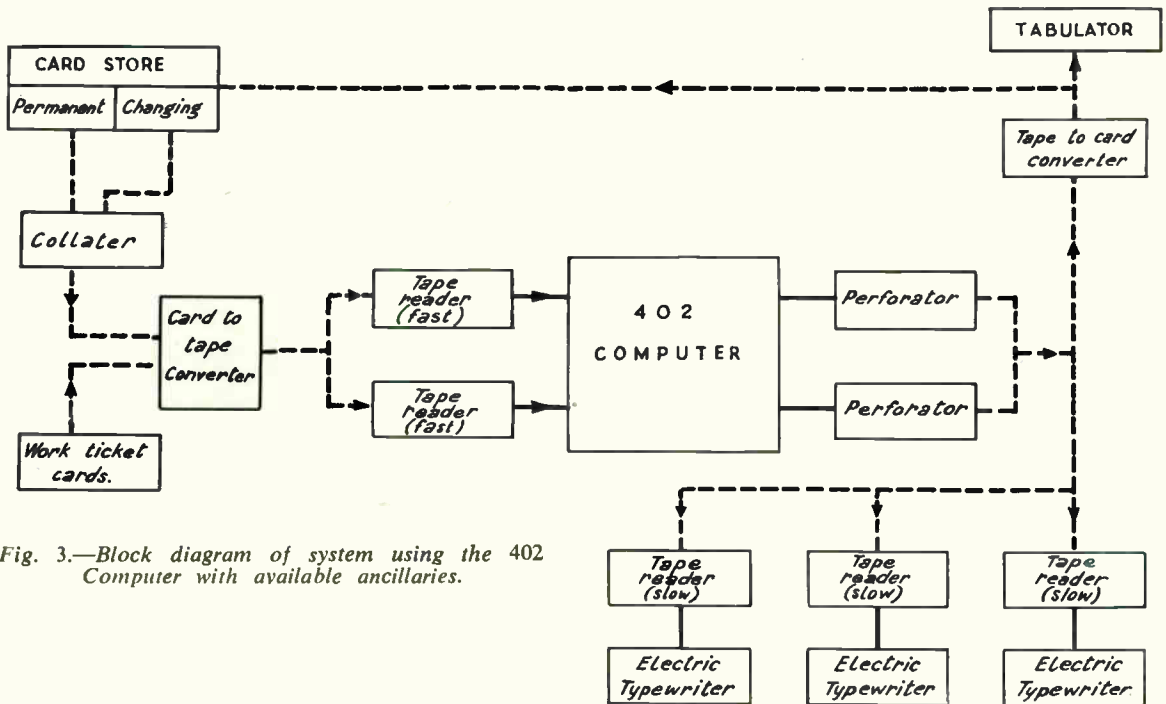 TABULATOR
CARD STORE
Permanent
Changing
Tape to card
converter
Collater
Card to
tape
Converter
Tape
reader
(fast)
402
COMPUTER
Perforator
Tape
reader
(fast)
Perforator
Work ticket
cards.
Fig. 3.—Block diagram of system using the 402
Computer with available ancillaries.
Tape
reader
(slow)
Tape
reader
(slow)
Tape
reader
(slow)
Electric
Typewriter
Electric
Typewriter
Electric
Typewriter